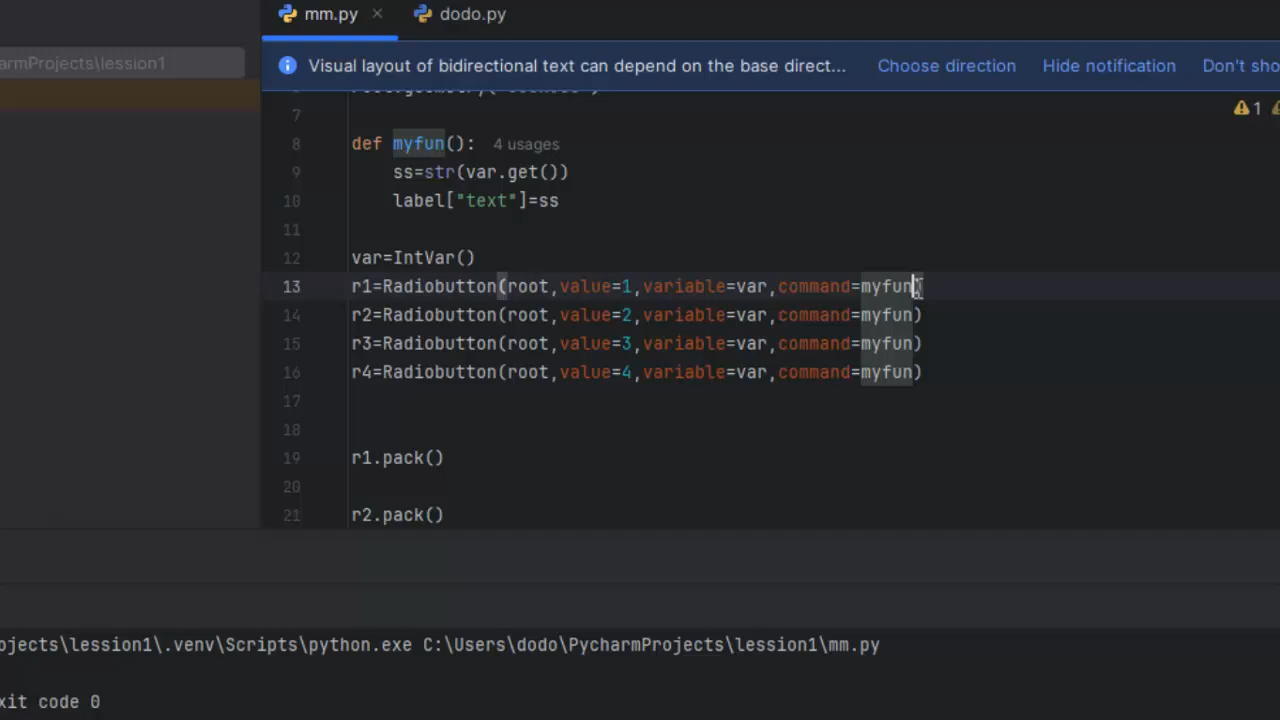 mm.py
dodo.py
armProjects\lession1
Visual layout of bidirectional text can depend on the base direct... Choose direction Hide notification Don't sho
1
7
8 def myfun(): 4 usages
9 ss=str(var.get())
10 label["text"]=ss
11
12 var=IntVar()
13 r1=Radiobutton(root,value=1,variable=var,command=myfun)
14 r2=Radiobutton(root,value=2,variable=var,command=myfun)
15 r3=Radiobutton(root,value=3,variable=var,command=myfun)
16 r4=Radiobutton(root,value=4,variable=var,command=myfun)
17
18
19 r1.pack()
20
21 r2.pack()
ojects\lession1\.venv\Scripts\python.exe C:\Users\dodo\PycharmProjects\lession1\mm.py
xit code 0